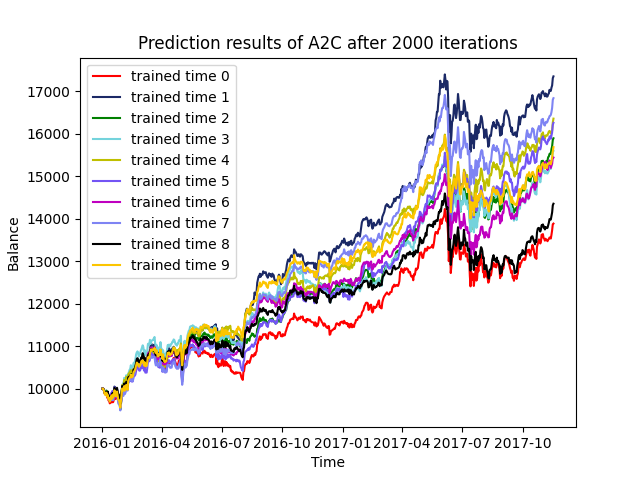 Prediction results of A2C after 2000 iterations
trained time 0
trained time 1
trained time 2
trained time 3
trained time 4
trained time 5
trained time 6
trained time 7
trained time 8
trained time 9
17000
16000
15000
14000
13000
12000
11000
10000
Balance
2016-01 2016-04 2016-07 2016-10 2017-01 2017-04 2017-07 2017-10
Time